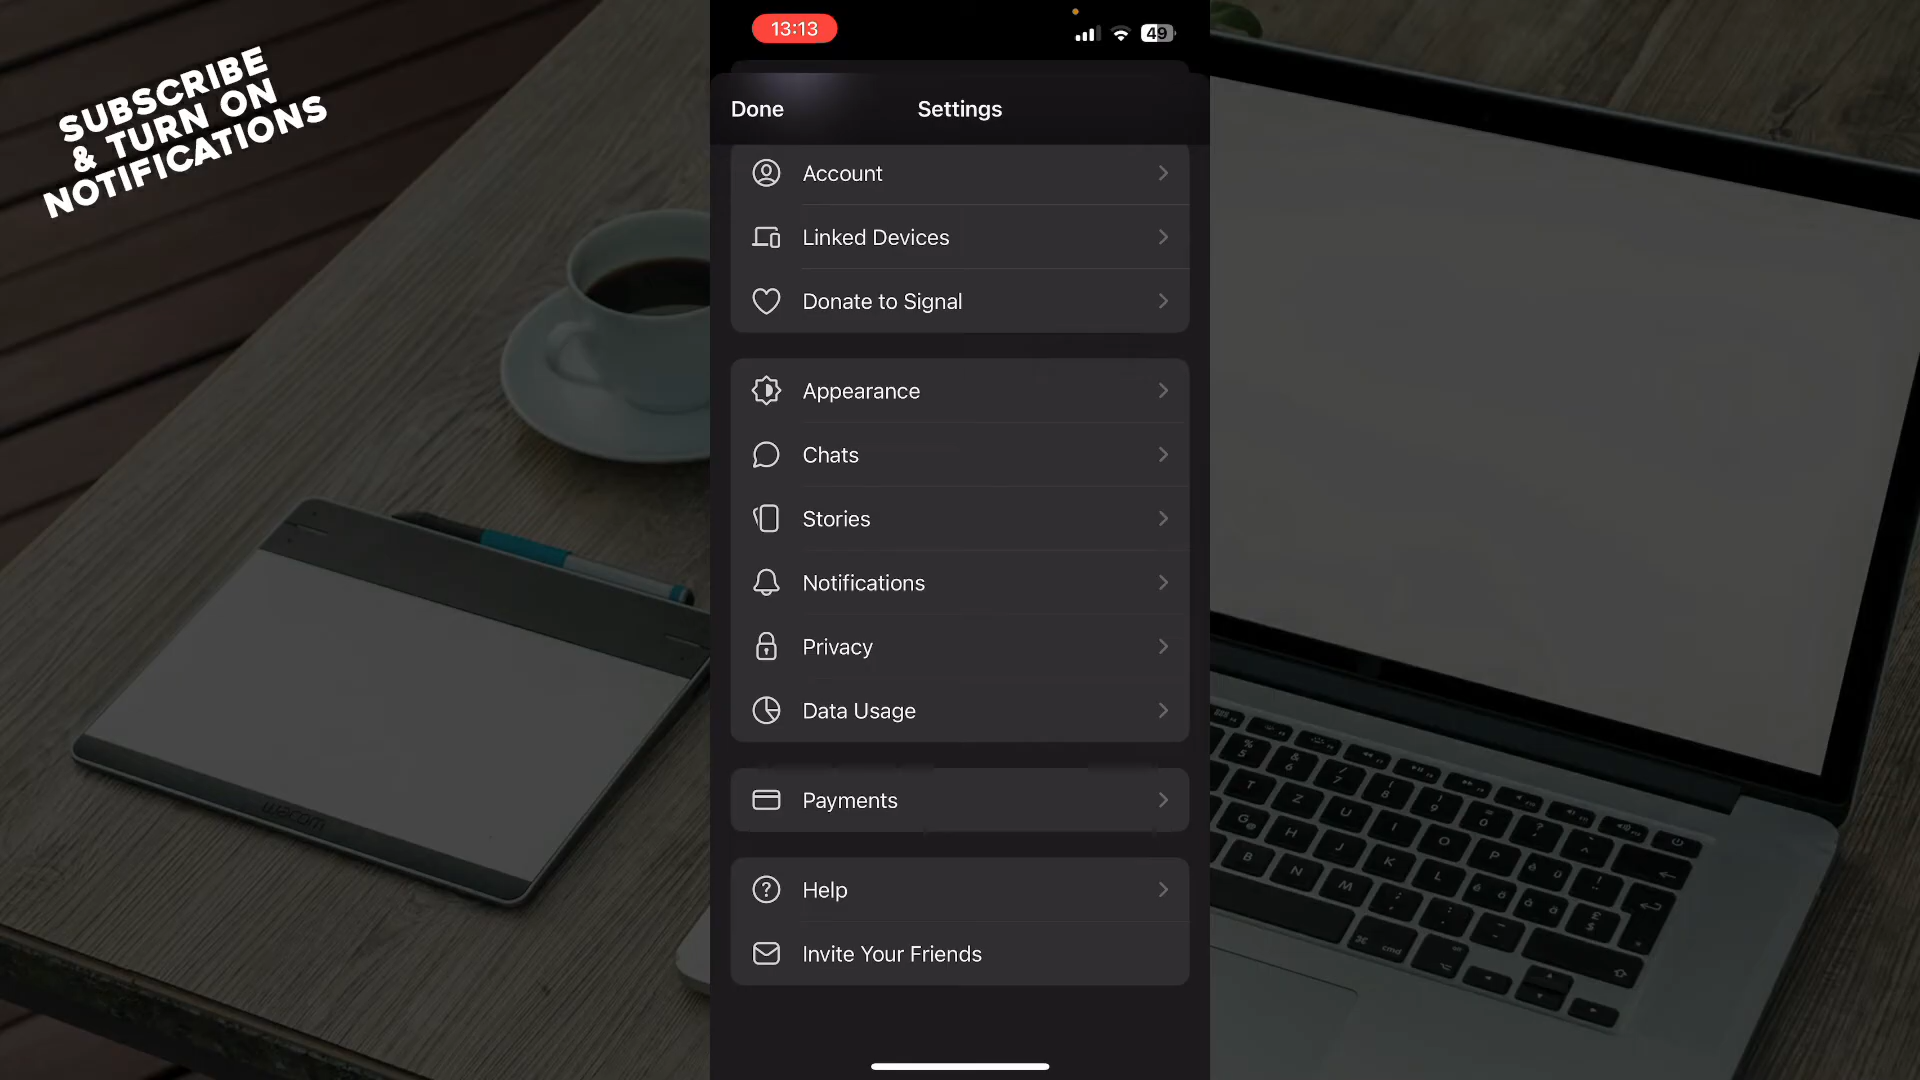 SUBSCRIBE
& TURN ON
NOTIFICATIONS
13:13
49
Done
Settings
Account
Linked Devices
Donate to Signal
Appearance
Chats
Stories
Notifications
Privacy
Data Usage
Payments
Help
Invite Your Friends
wacom